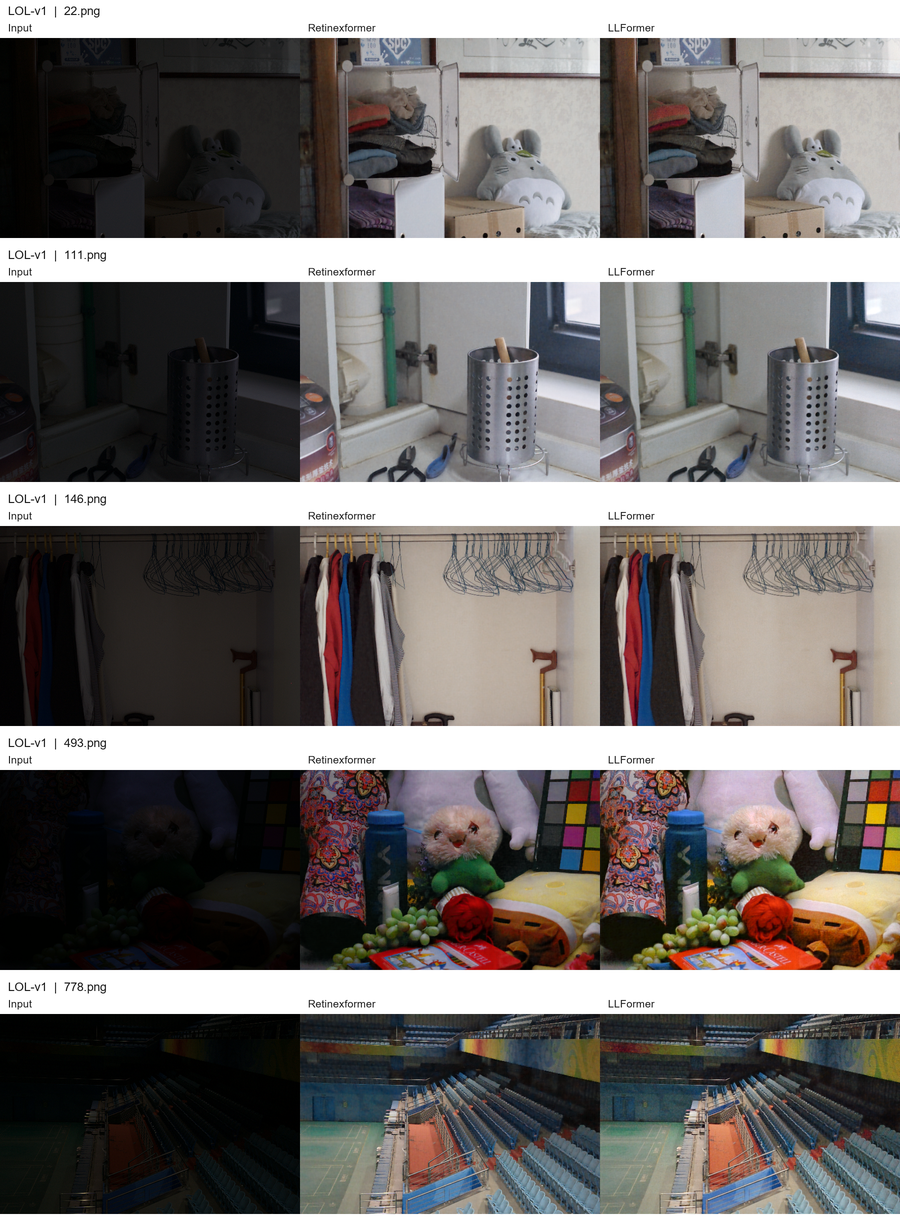 LOL-v1 | 22.png
Input Retinexformer LLFormer
LOL-v1 | 111.png
Input Retinexformer LLFormer
LOL-v1 | 146.png
Input Retinexformer LLFormer
LOL-v1 | 493.png
Input Retinexformer LLFormer
LOL-v1 | 778.png
Input Retinexformer LLFormer